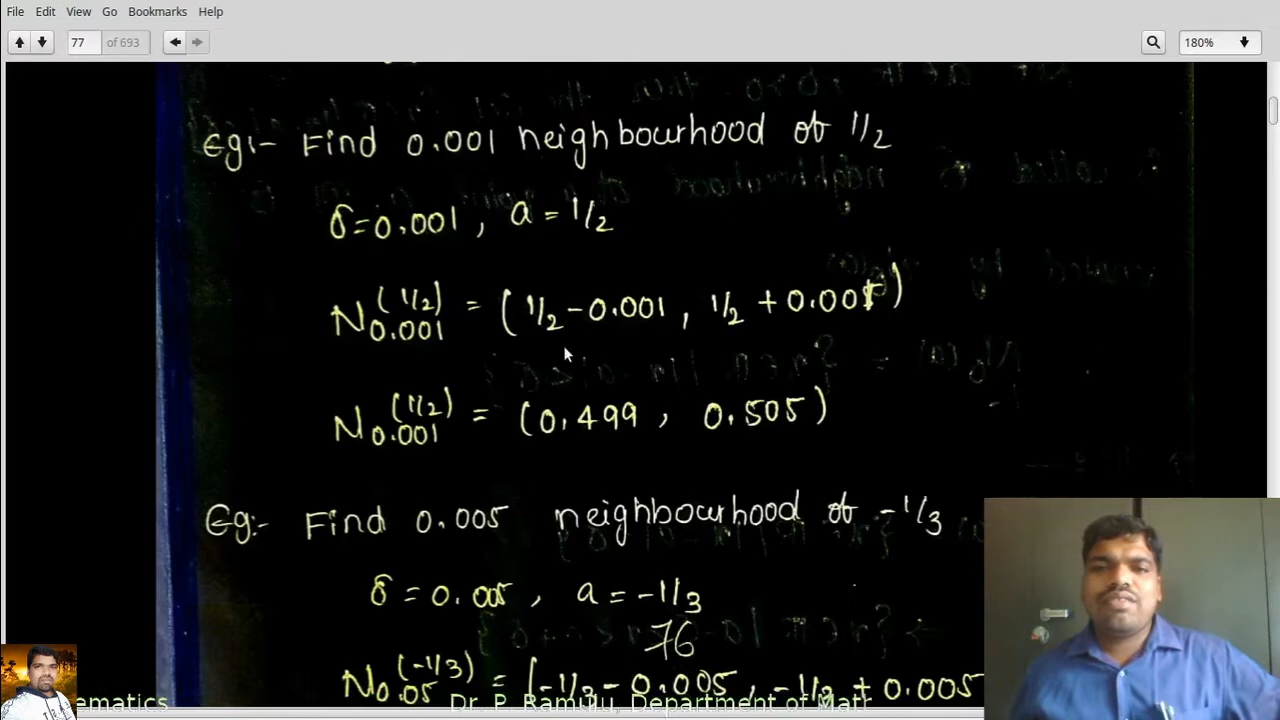 File Edit View Go Bookmarks Help
77 of 693 180%
Eg:- Find 0.001 neighbourhood of 1/2
δ=0.001, a = 1/2
N0.001(1/2) = (1/2 - 0.001, 1/2 + 0.001)
N0.001(1/2) = (0.499, 0.505)
Eg:- Find 0.005 neighbourhood of -1/3
δ = 0.005, a = -1/3
76
N0.05(-1/3) = (-1/3 - 0.005, -1/3 + 0.005
ematics Dr. P. Ramulu, Department of Mat